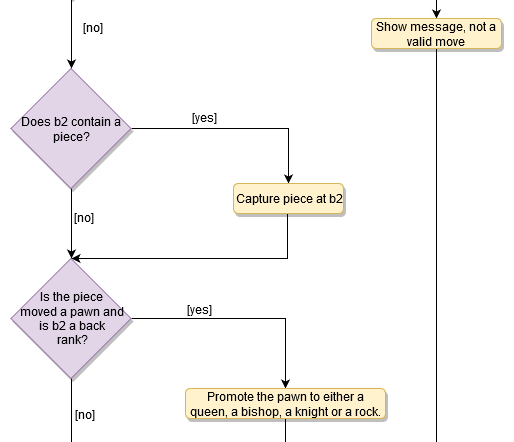 [no]
Show message, not a
valid move
Does b2 contain a
piece?
[yes]
Capture piece at b2
[no]
Is the piece
moved a pawn and
is b2 a back
rank?
[yes]
Promote the pawn to either a
queen, a bishop, a knight or a rock.
[no]